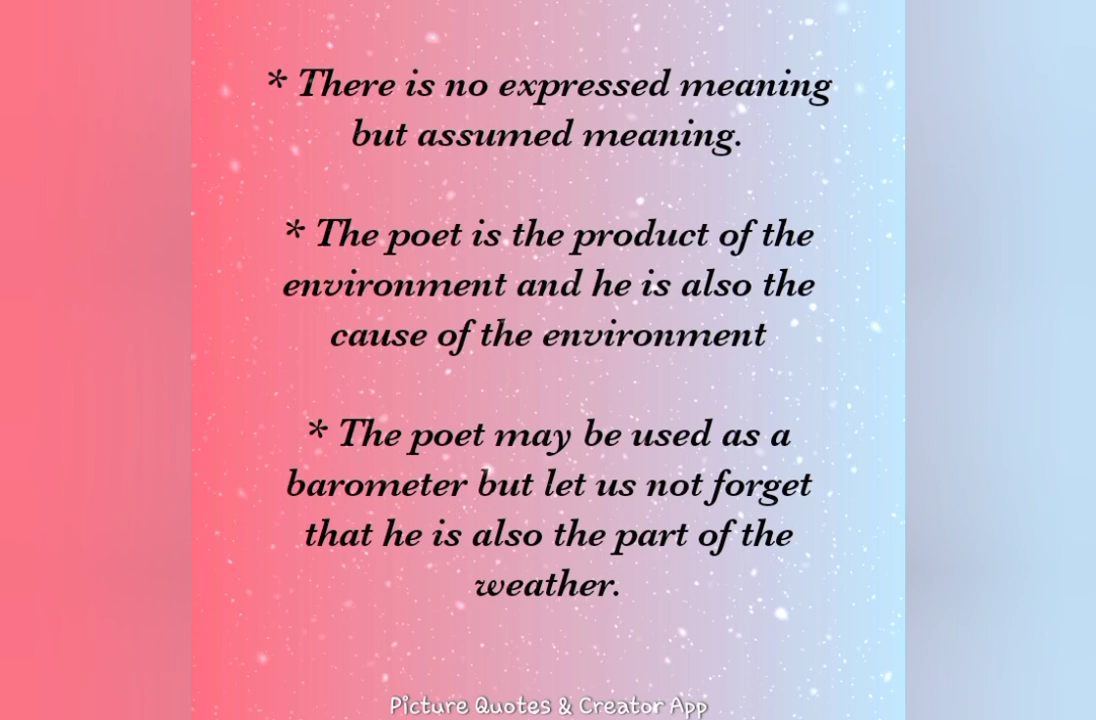 * There is no expressed meaning
but assumed meaning.
* The poet is the product of the
environment and he is also the
cause of the environment
* The poet may be used as a
barometer but let us not forget
that he is also the part of the
weather.
Picture Quotes & Creator App